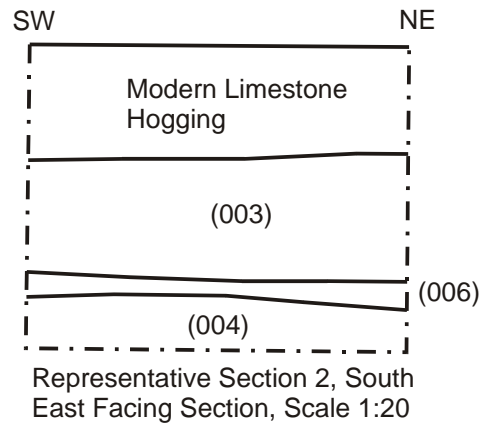 SW
NE
Modern Limestone
Hogging
(003)
(006)
(004)
Representative Section 2, South
East Facing Section, Scale 1:20